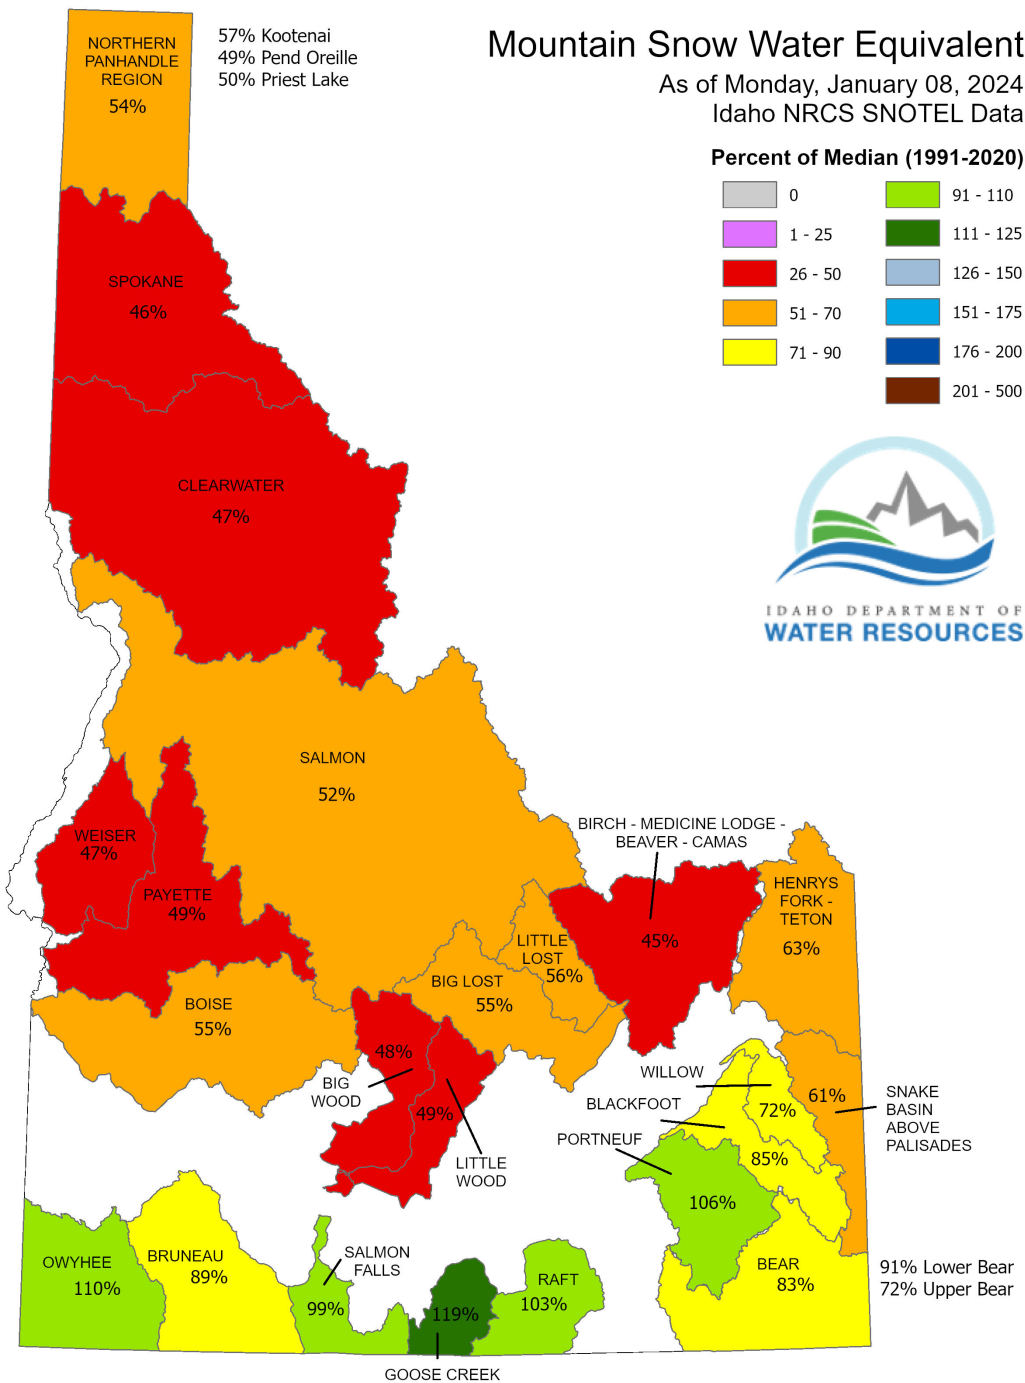 Mountain Snow Water Equivalent
As of Monday, January 08, 2024
Idaho NRCS SNOTEL Data
Percent of Median (1991-2020)
0
1 - 25
26 - 50
51 - 70
71 - 90
91 - 110
111 - 125
126 - 150
151 - 175
176 - 200
201 - 500
IDAHO DEPARTMENT OF
WATER RESOURCES
NORTHERN
PANHANDLE
REGION
54%
57% Kootenai
49% Pend Oreille
50% Priest Lake
SPOKANE
46%
CLEARWATER
47%
SALMON
52%
WEISER
47%
PAYETTE
49%
BOISE
55%
BIRCH - MEDICINE LODGE -
BEAVER - CAMAS
45%
HENRYS
FORK -
TETON
63%
LITTLE
LOST
56%
BIG LOST
55%
48%
BIG
WOOD
49%
LITTLE
WOOD
WILLOW
72%
BLACKFOOT
85%
PORTNEUF
106%
61%
SNAKE
BASIN
ABOVE
PALISADES
OWYHEE
110%
BRUNEAU
89%
SALMON
FALLS
99%
119%
GOOSE CREEK
RAFT
103%
BEAR
83%
91% Lower Bear
72% Upper Bear